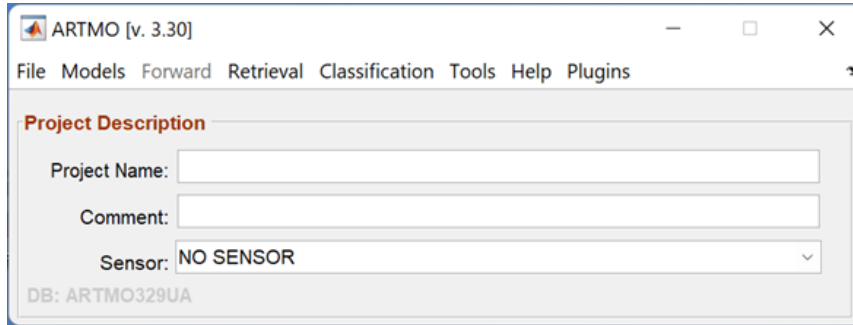 ARTMO [v. 3.30]
File Models Forward Retrieval Classification Tools Help Plugins
Project Description
Project Name:
Comment:
Sensor: NO SENSOR
DB: ARTMO329UA